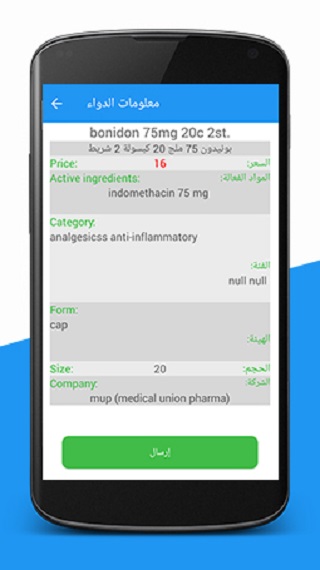 معلومات الدواء
bonidon 75mg 20c 2st.
بونيدون 75 ملج 20 كبسولة 2 شريط
Price: 16 السعر:
Active ingredients: المواد الفعالة:
indomethacin 75 mg
Category:
analgesicss anti-inflammatory
الفئة:
null null
Form:
cap
الهيئة:
Size: 20 الحجم:
Company: الشركة:
mup (medical union pharma)
إرسال